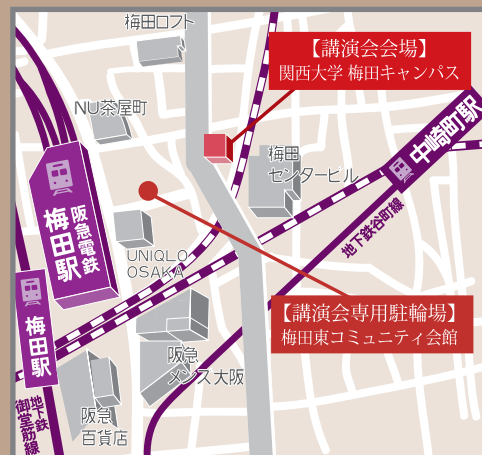 梅田ロフト
【講演会会場】
関西大学 梅田キャンパス
NU茶屋町
中崎町駅
梅田
センタービル
阪急電鉄
梅田駅
地下鉄谷町線
UNIQLO
OSAKA
梅田駅
【講演会専用駐輪場】
梅田東コミュニティ会館
阪急
メンズ大阪
地下鉄
御堂筋線
阪急
百貨店